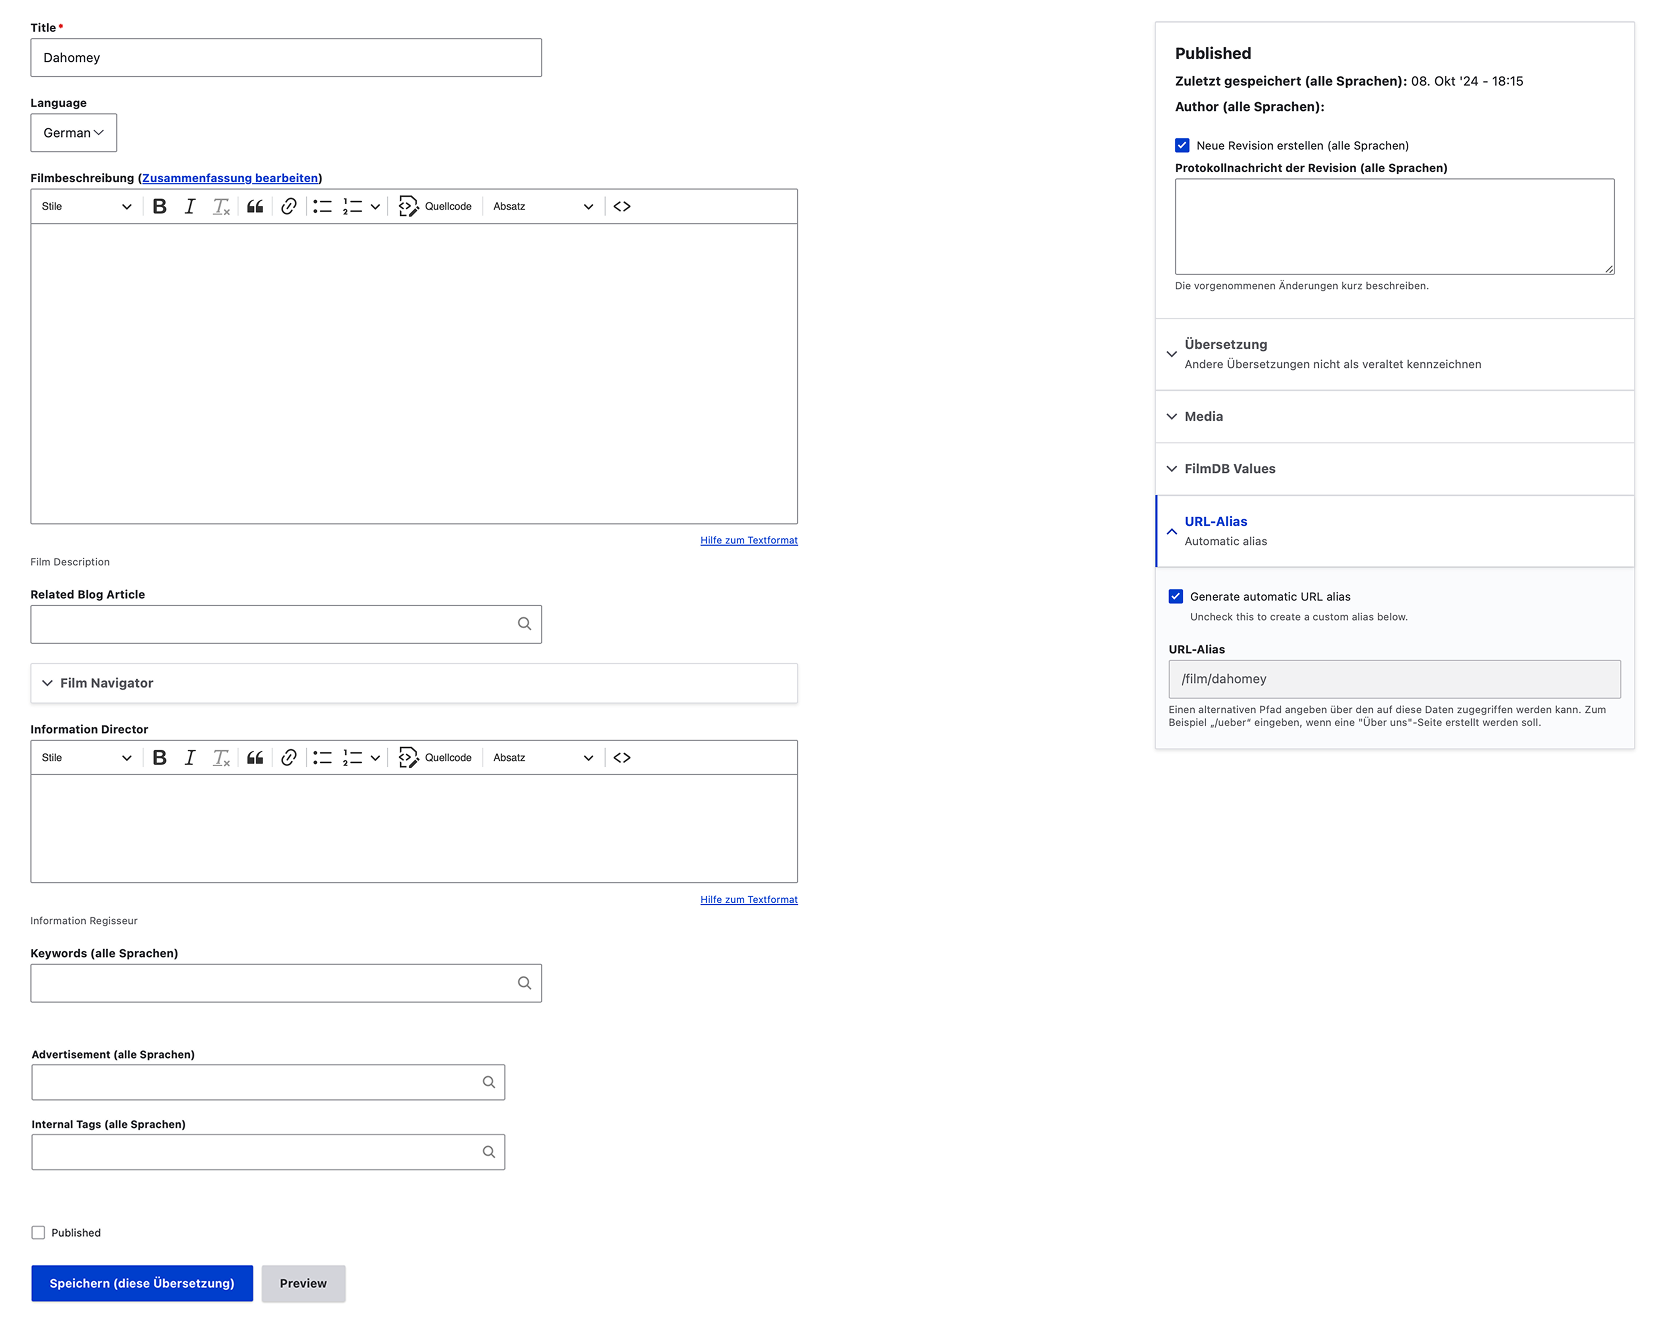 Title*
Dahomey
Language
German
Filmbeschreibung (Zusammenfassung bearbeiten)
Stile B I Tx Quellcode Absatz <>
Hilfe zum Textformat
Film Description
Related Blog Article
Film Navigator
Information Director
Stile B I Tx Quellcode Absatz <>
Hilfe zum Textformat
Information Regisseur
Keywords (alle Sprachen)
Advertisement (alle Sprachen)
Internal Tags (alle Sprachen)
Published
Speichern (diese Übersetzung) Preview
Published
Zuletzt gespeichert (alle Sprachen): 08. Okt '24 - 18:15
Author (alle Sprachen):
Neue Revision erstellen (alle Sprachen)
Protokollnachricht der Revision (alle Sprachen)
Die vorgenommenen Änderungen kurz beschreiben.
Übersetzung
Andere Übersetzungen nicht als veraltet kennzeichnen
Media
FilmDB Values
URL-Alias
Automatic alias
Generate automatic URL alias
Uncheck this to create a custom alias below.
URL-Alias
/film/dahomey
Einen alternativen Pfad angeben über den auf diese Daten zugegriffen werden kann. Zum
Beispiel „/ueber“ eingeben, wenn eine "Über uns"-Seite erstellt werden soll.